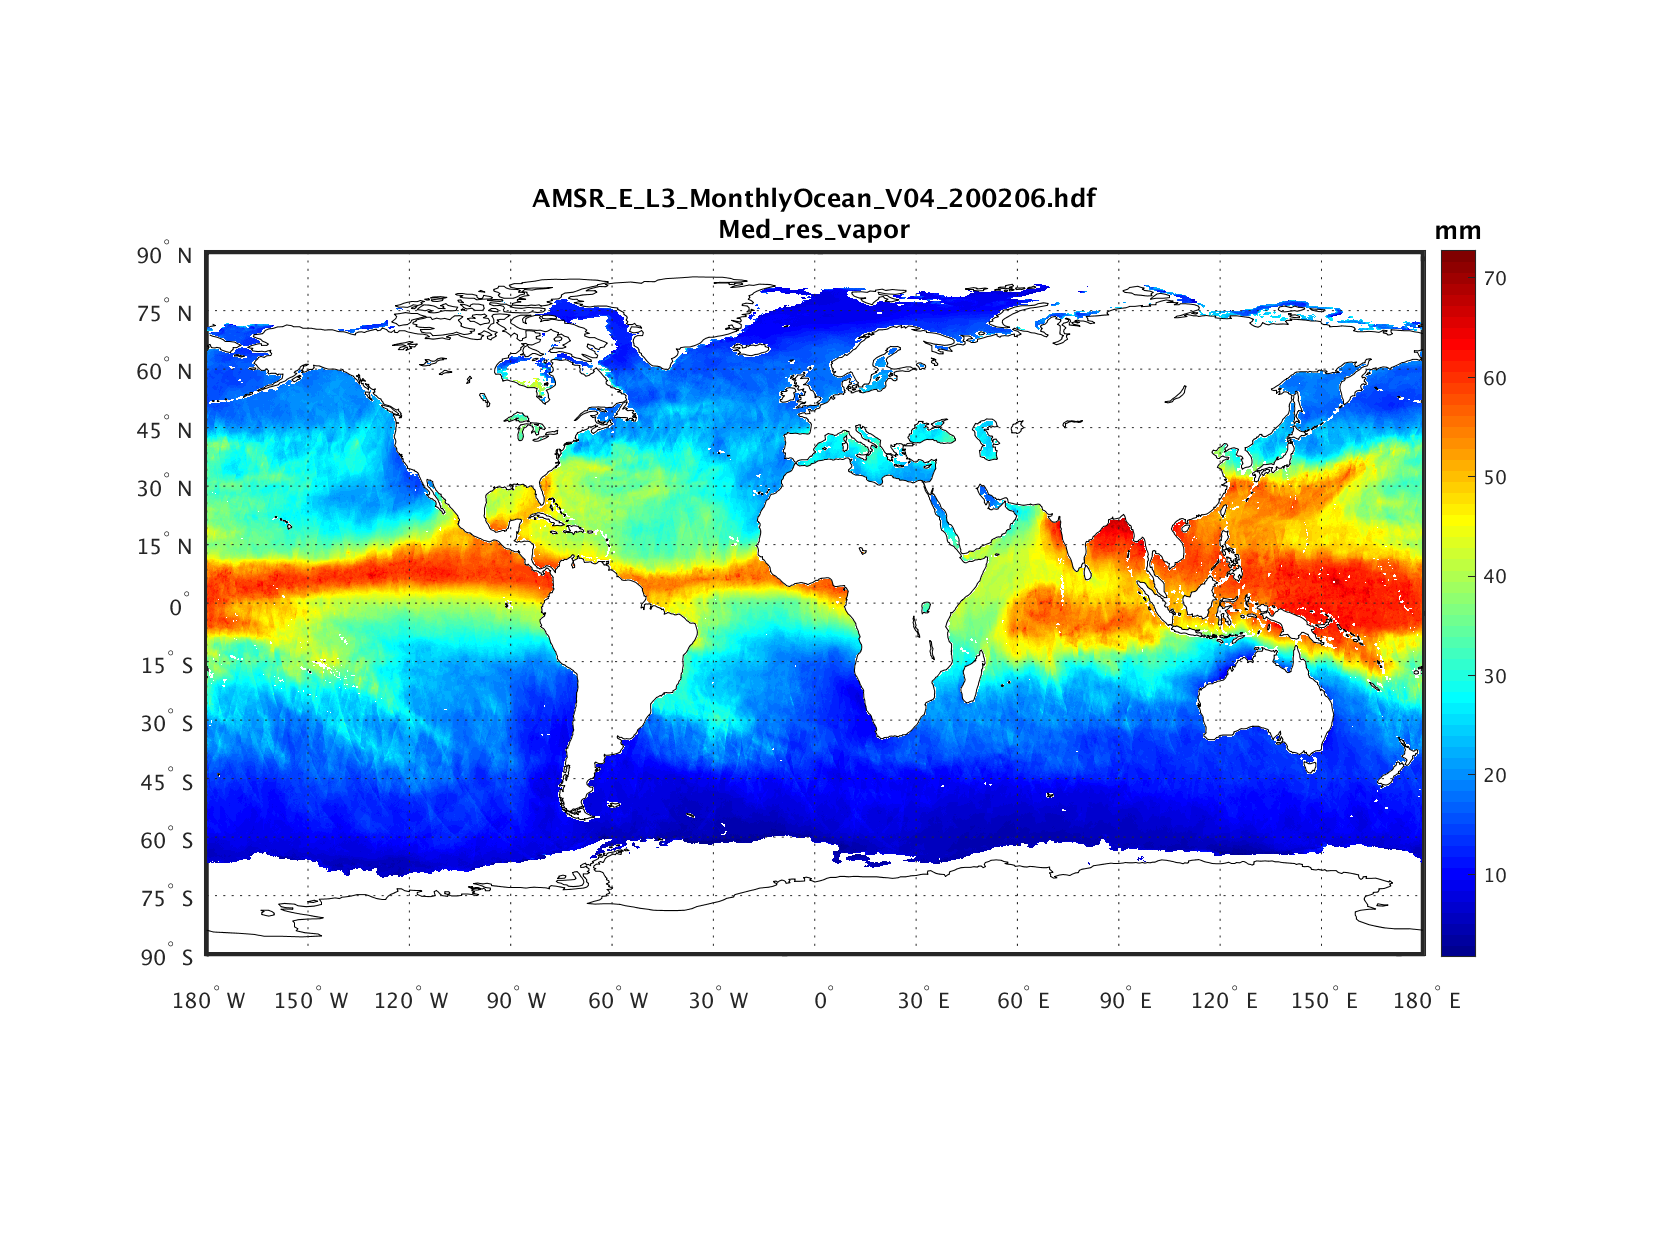 AMSR_E_L3_MonthlyOcean_V04_200206.hdf
Med_res_vapor
mm
90° N
75° N
60° N
45° N
30° N
15° N
0°
15° S
30° S
45° S
60° S
75° S
90° S
180° W 150° W 120° W 90° W 60° W 30° W 0° 30° E 60° E 90° E 120° E 150° E 180° E
70
60
50
40
30
20
10